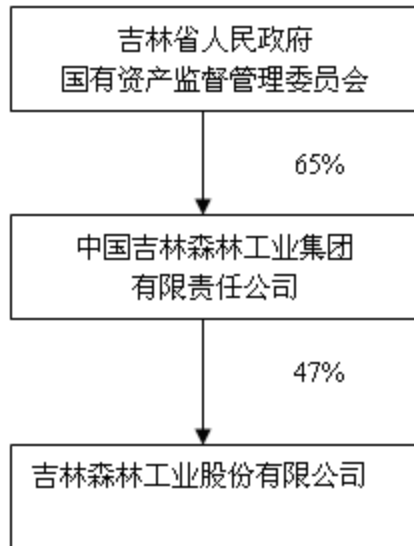 吉林省人民政府
国有资产监督管理委员会
65%
中国吉林森林工业集团
有限责任公司
47%
吉林森林工业股份有限公司